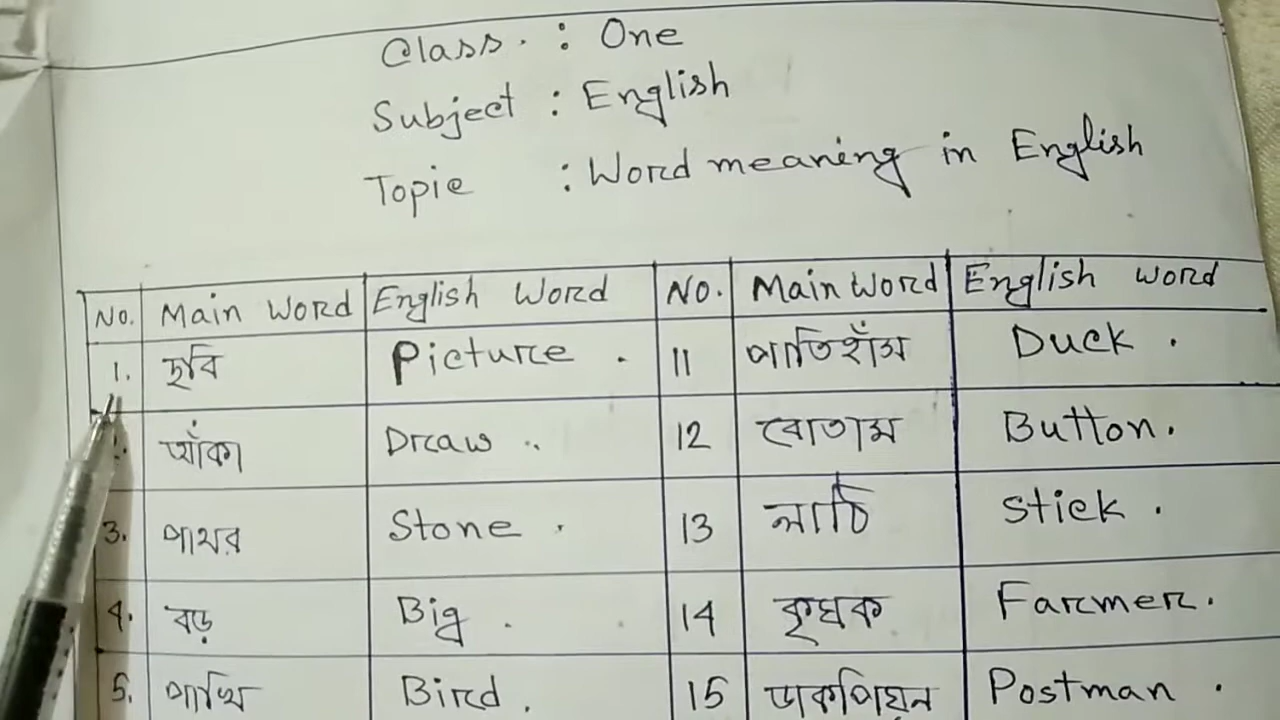 Class. : One
Subject : English
Topic : Word meaning in English
No. Main Word English Word No. Main Word English word
1. ছবি Picture . 11 পাতিহাঁস Duck .
আঁকা Draw .. 12 বোতাম Button.
3. পাথর Stone . 13 লাঠি Stick .
4. বড় Big . 14 কৃষক Farmer.
5. পাখি Bird . 15 ডাকপিয়ন Postman .